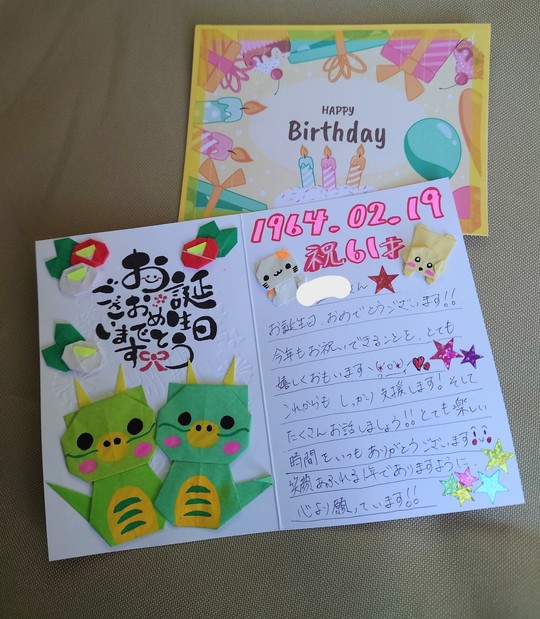 HAPPY
Birthday
お誕生日
おめでとう
ございます
1964.02.19
祝61才
さん
お誕生日、おめでとうございます!!
今年もお祝いできることを、とても
嬉しくおもいます
これからも しっかり支援します!そして
たくさんお話しましょう!!とても楽しい
時間をいつもありがとうございます
笑顔あふれる1年でありますように
心より願っています!!